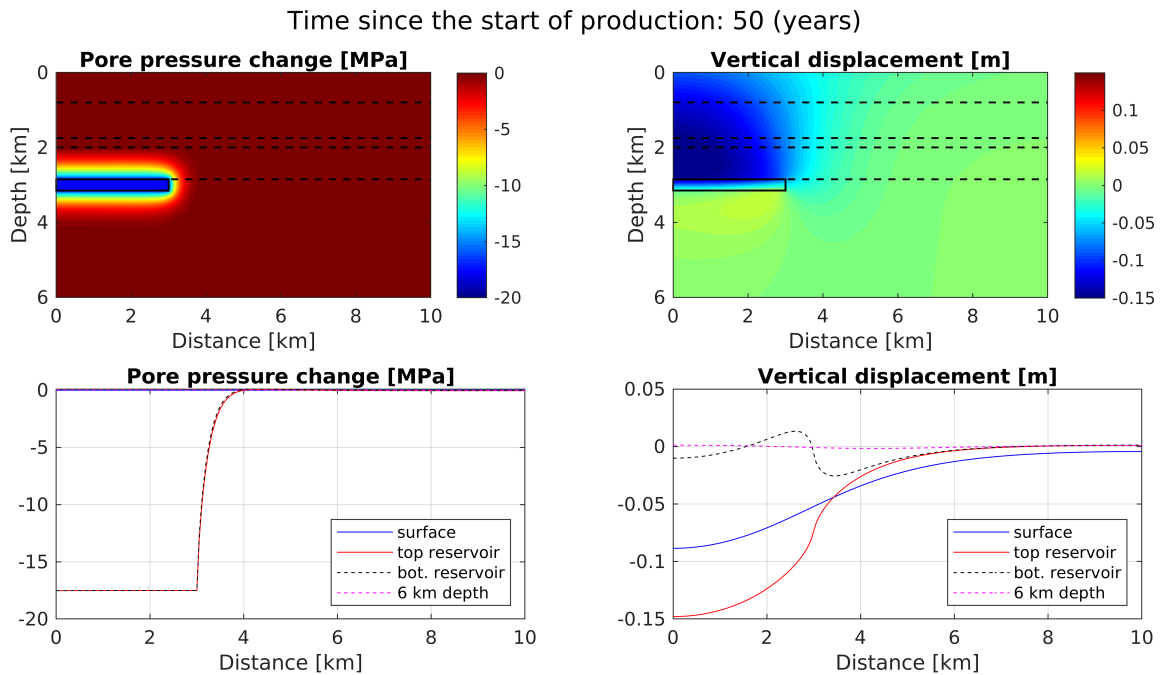 Time since the start of production: 50 (years)
Pore pressure change [MPa]
0
2
4
6
Depth [km]
0 2 4 6 8 10
Distance [km]
0
-5
-10
-15
-20
Vertical displacement [m]
0
2
4
6
Depth [km]
0 2 4 6 8 10
Distance [km]
0.1
0.05
0
-0.05
-0.1
-0.15
Pore pressure change [MPa]
0
-5
-10
-15
-20
surface
top reservoir
bot. reservoir
6 km depth
0 2 4 6 8 10
Distance [km]
Vertical displacement [m]
0.05
0
-0.05
-0.1
-0.15
surface
top reservoir
bot. reservoir
6 km depth
0 2 4 6 8 10
Distance [km]